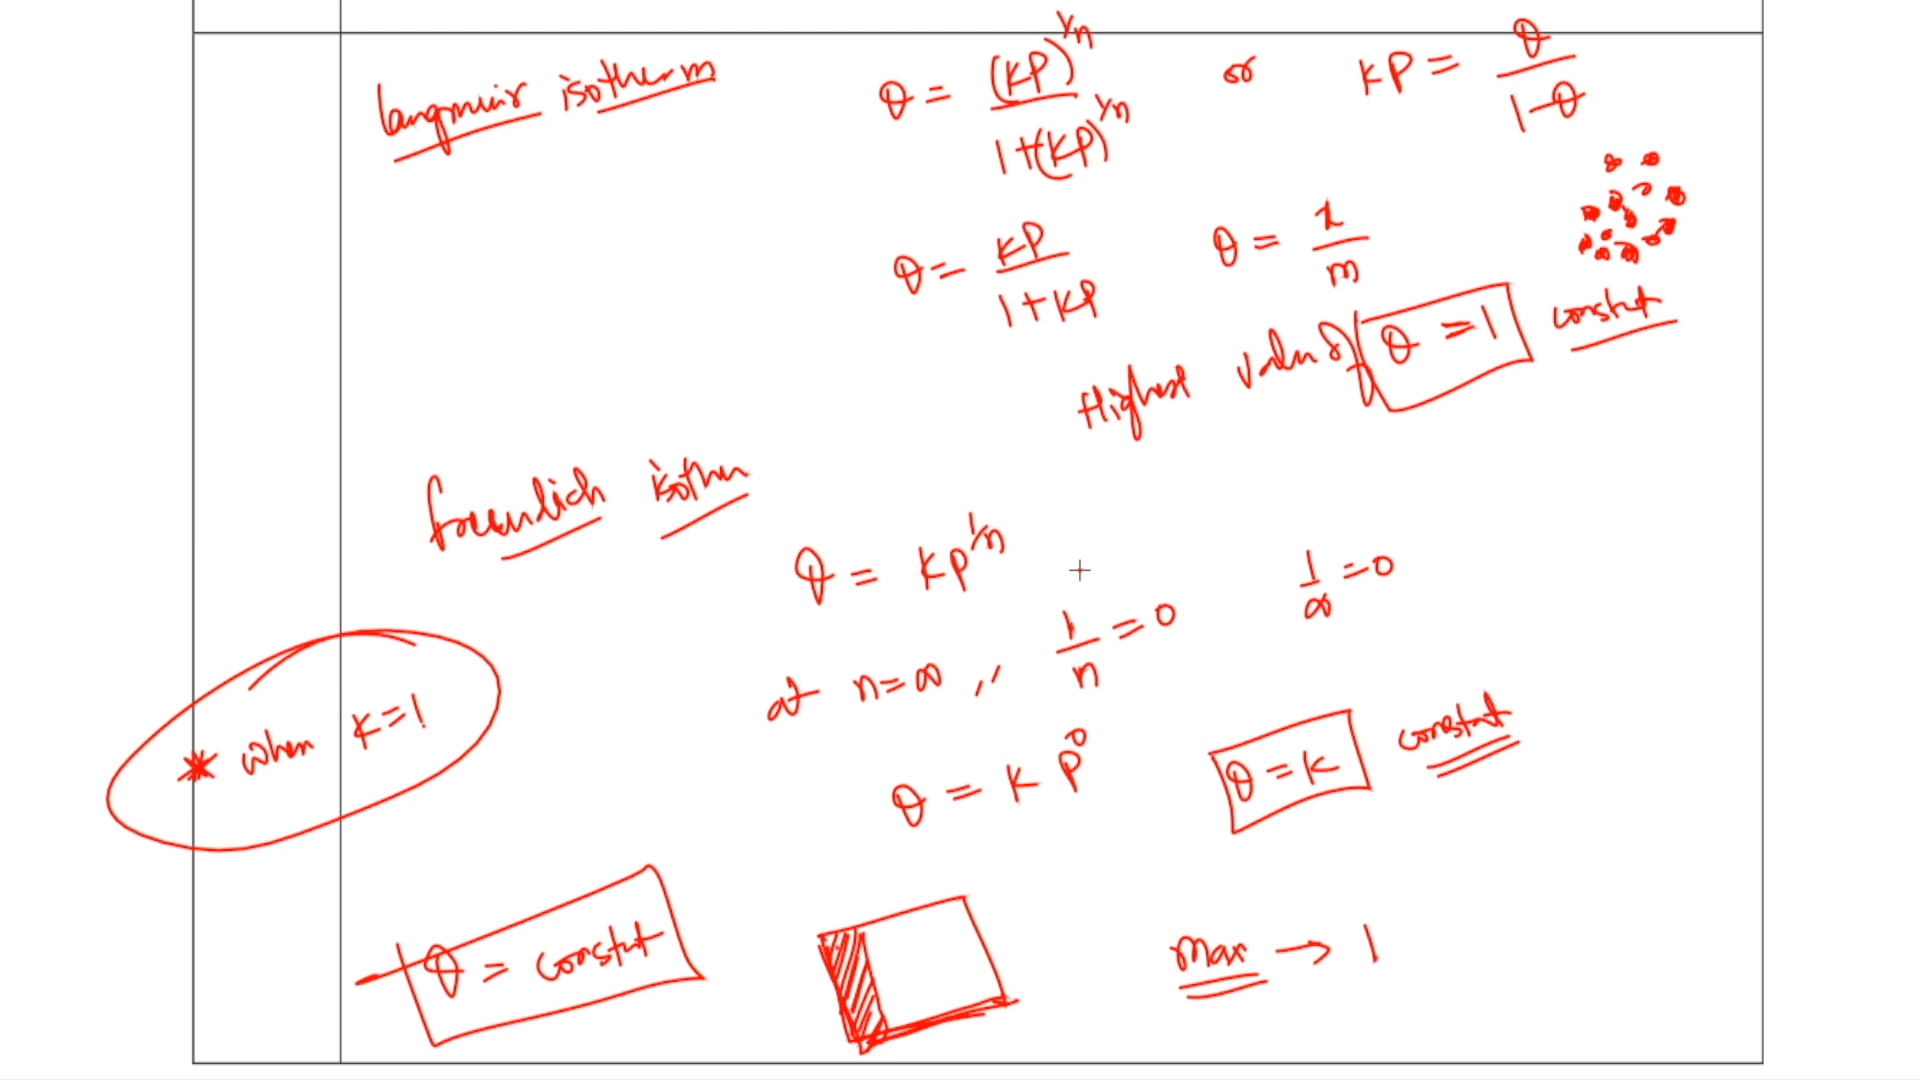 langmuir isotherm θ = (KP)^1/n / 1+(KP)^1/n or KP = θ / 1-θ
θ = KP / 1+KP θ = x / m
Highest value of θ = 1 constant
freundlich isotherm
θ = KP^1/n
at n=∞ , 1/n = 0 1/∞ = 0
* when K=1
θ = K P^0 θ = K constant
θ = constant max → 1